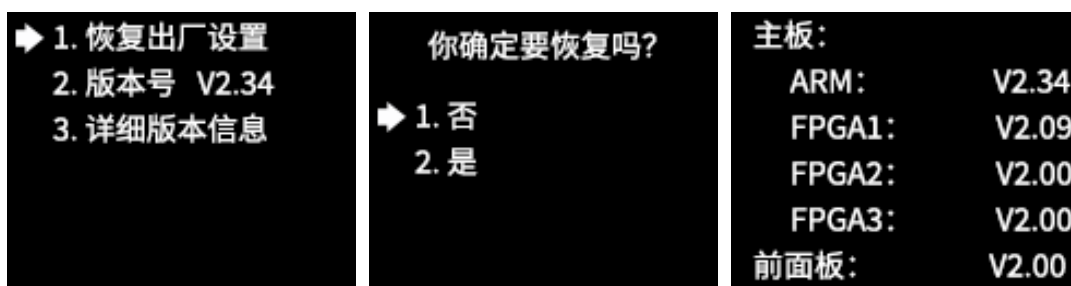 1. 恢复出厂设置
2. 版本号 V2.34
3. 详细版本信息
你确定要恢复吗?
1. 否
2. 是
主板:
ARM: V2.34
FPGA1: V2.09
FPGA2: V2.00
FPGA3: V2.00
前面板: V2.00